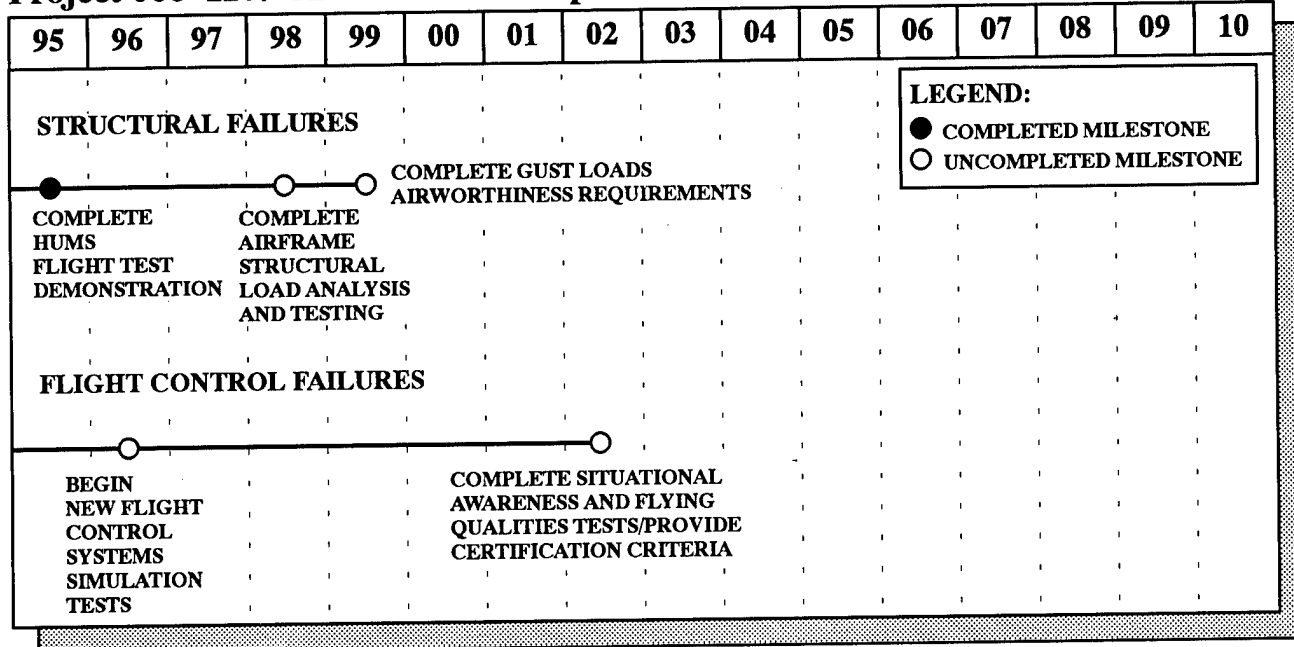 95 96 97 98 99 00 01 02 03 04 05 06 07 08 09 10
LEGEND:
COMPLETED MILESTONE
UNCOMPLETED MILESTONE
STRUCTURAL FAILURES
COMPLETE GUST LOADS
AIRWORTHINESS REQUIREMENTS
COMPLETE
HUMS
FLIGHT TEST
DEMONSTRATION
COMPLETE
AIRFRAME
STRUCTURAL
LOAD ANALYSIS
AND TESTING
FLIGHT CONTROL FAILURES
BEGIN
NEW FLIGHT
CONTROL
SYSTEMS
SIMULATION
TESTS
COMPLETE SITUATIONAL
AWARENESS AND FLYING
QUALITIES TESTS/PROVIDE
CERTIFICATION CRITERIA